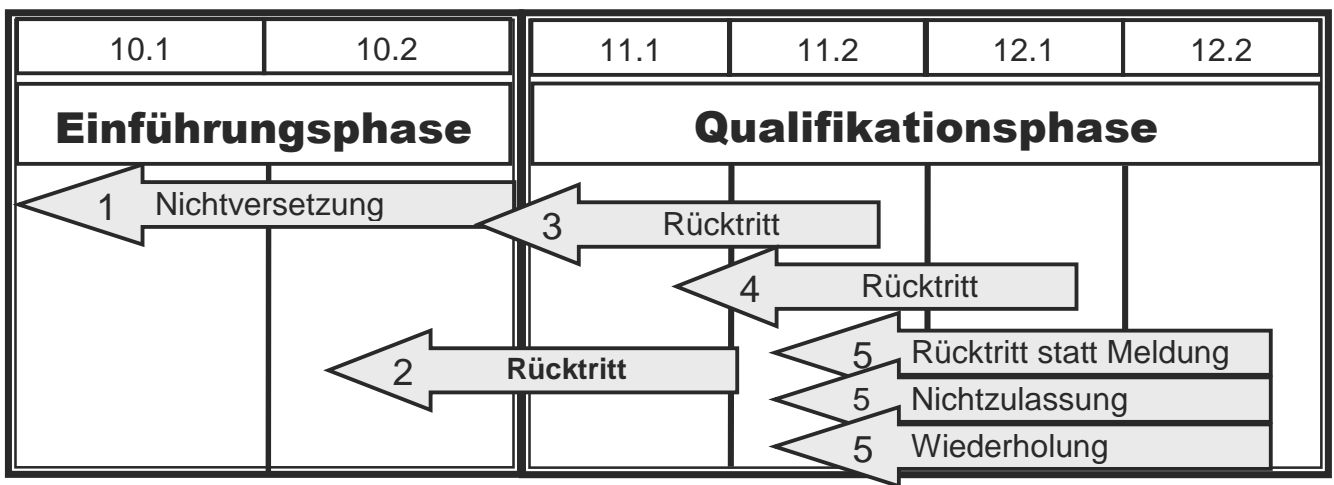 10.1 10.2 11.1 11.2 12.1 12.2
Einführungsphase Qualifikationsphase
1 Nichtversetzung
3 Rücktritt
4 Rücktritt
5 Rücktritt statt Meldung
2 Rücktritt
5 Nichtzulassung
5 Wiederholung